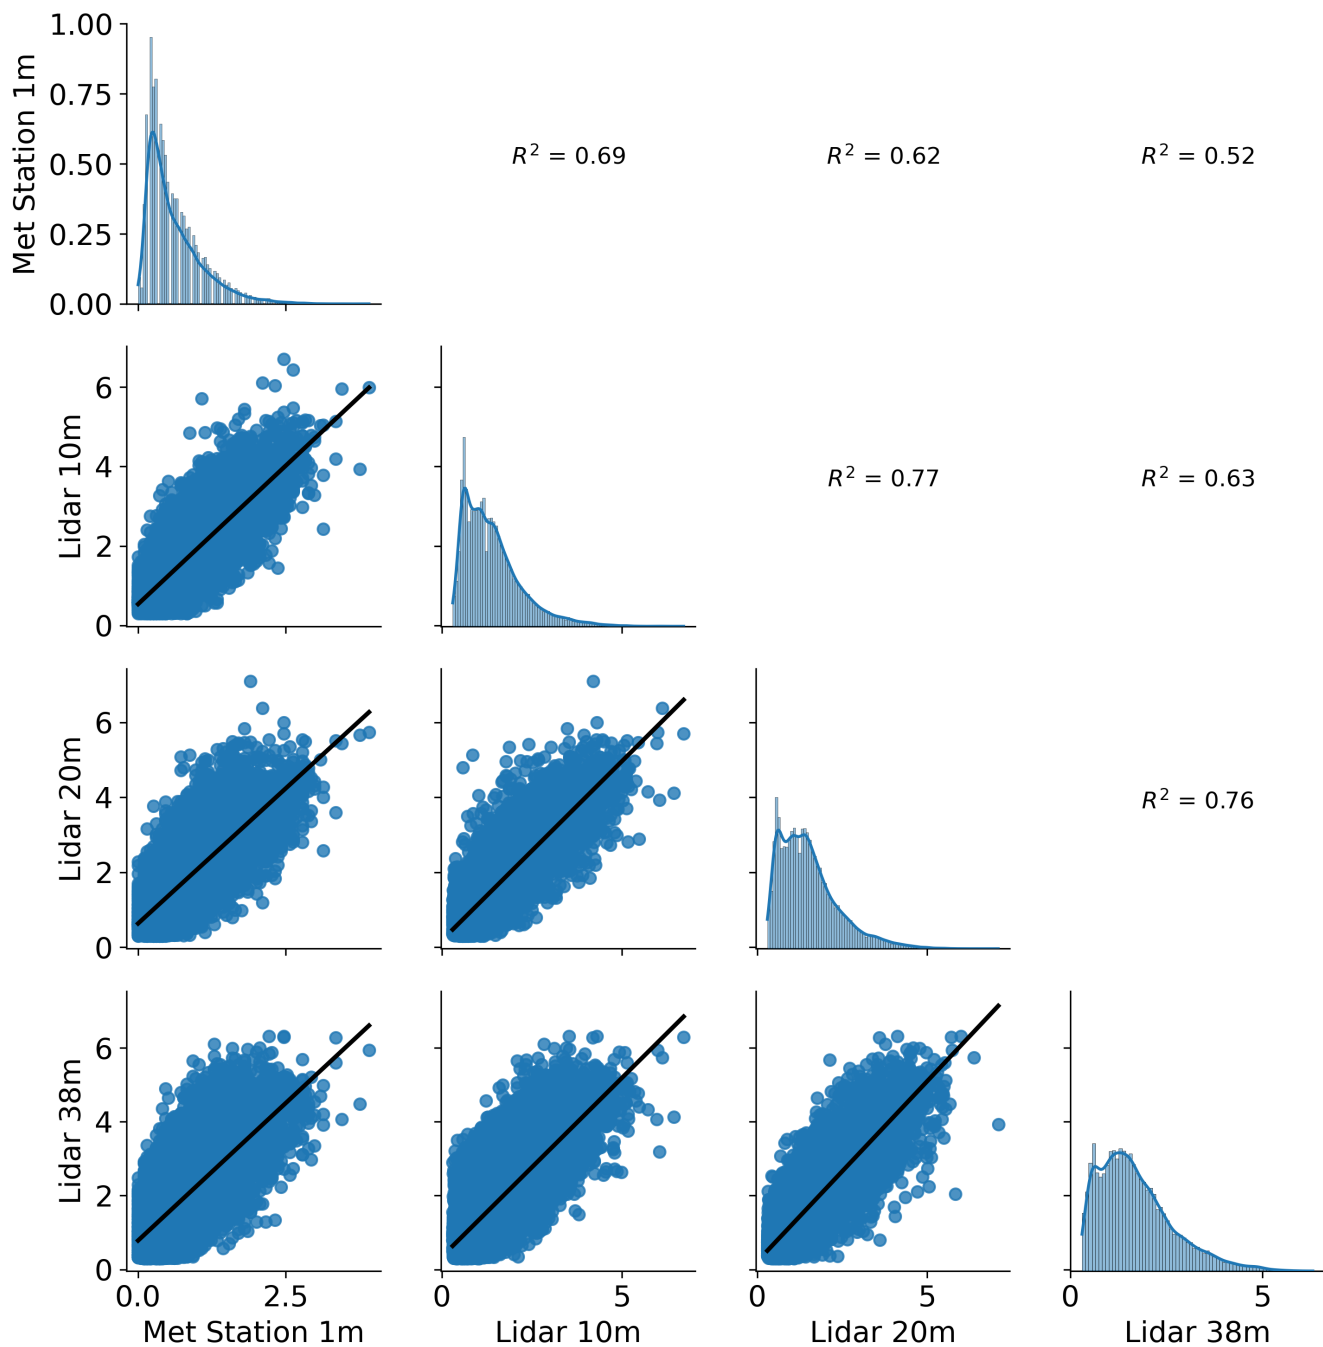 1.00
0.75
0.50
0.25
0.00
Met Station 1m
R² = 0.69
R² = 0.62
R² = 0.52
6
4
2
0
Lidar 10m
R² = 0.77
R² = 0.63
6
4
2
0
Lidar 20m
R² = 0.76
6
4
2
0
Lidar 38m
0.0 2.5
0 5
0 5
0 5
Met Station 1m
Lidar 10m
Lidar 20m
Lidar 38m